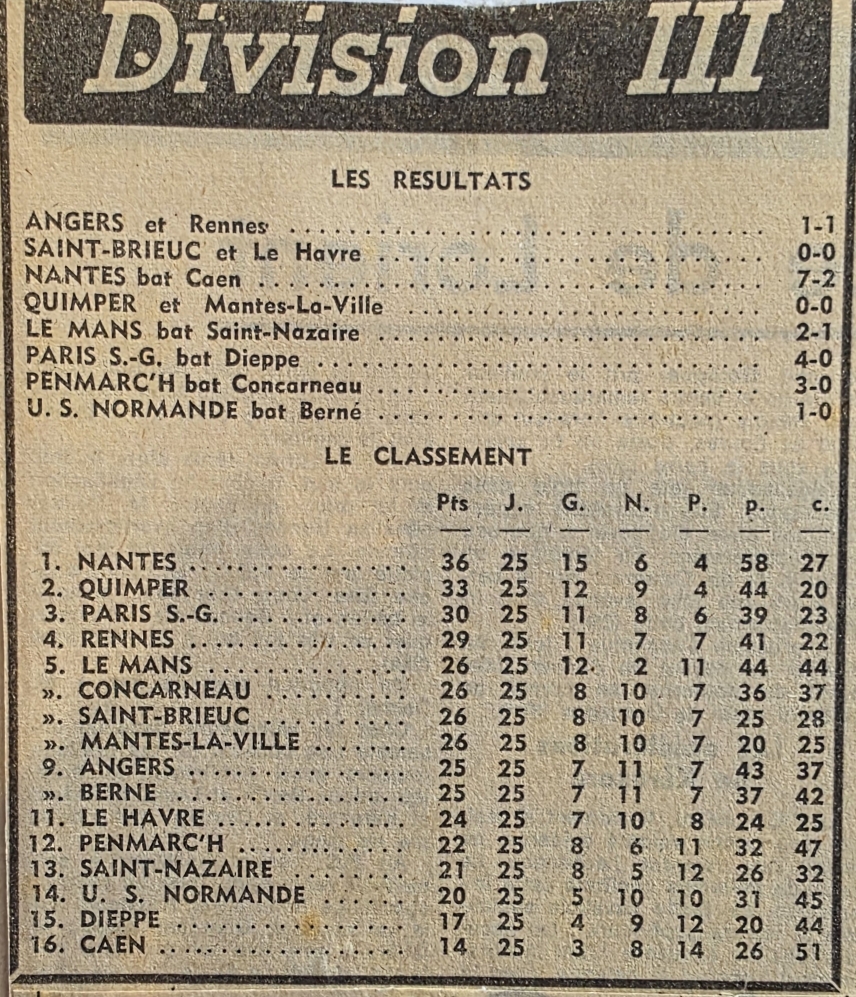 Division III
LES RESULTATS
ANGERS et Rennes ........................................ 1-1
SAINT-BRIEUC et Le Havre .............................. 0-0
NANTES bat Caen ........................................ 7-2
QUIMPER et Mantes-La-Ville ............................ 0-0
LE MANS bat Saint-Nazaire ............................. 2-1
PARIS S.-G. bat Dieppe ................................. 4-0
PENMARC'H bat Concarneau .............................. 3-0
U. S. NORMANDE bat Berné .............................. 1-0
LE CLASSEMENT
Pts J. G. N. P. p. c.
1. NANTES ................ 36 25 15 6 4 58 27
2. QUIMPER ............... 33 25 12 9 4 44 20
3. PARIS S.-G. ............. 30 25 11 8 6 39 23
4. RENNES ................ 29 25 11 7 7 41 22
5. LE MANS ............... 26 25 12 2 11 44 44
». CONCARNEAU .......... 26 25 8 10 7 36 37
». SAINT-BRIEUC .......... 26 25 8 10 7 25 28
». MANTES-LA-VILLE ....... 26 25 8 10 7 20 25
9. ANGERS ................ 25 25 7 11 7 43 37
». BERNE ................. 25 25 7 11 7 37 42
11. LE HAVRE .............. 24 25 7 10 8 24 25
12. PENMARC'H ............. 22 25 8 6 11 32 47
13. SAINT-NAZAIRE ......... 21 25 8 5 12 26 32
14. U. S. NORMANDE ....... 20 25 5 10 10 31 45
15. DIEPPE ................. 17 25 4 9 12 20 44
16. CAEN .................. 14 25 3 8 14 26 51